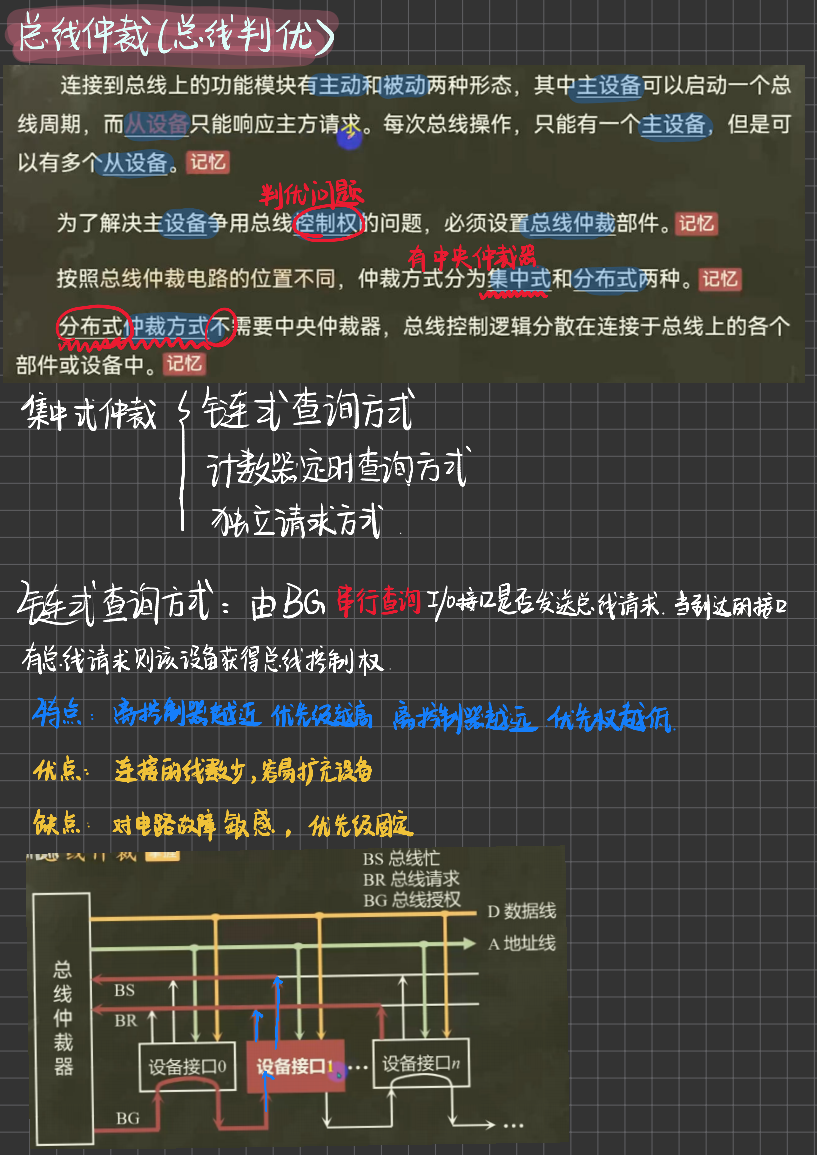 总线仲裁(总线判优)
连接到总线上的功能模块有主动和被动两种形态，其中主设备可以启动一个总
线周期，而从设备只能响应主方请求。每次总线操作，只能有一个主设备，但是可
以有多个从设备。记忆
判优问题
为了解决主设备争用总线控制权的问题，必须设置总线仲裁部件。记忆
有中央仲裁器
按照总线仲裁电路的位置不同，仲裁方式分为集中式和分布式两种。记忆
分布式仲裁方式不需要中央仲裁器，总线控制逻辑分散在连接于总线上的各个
部件或设备中。记忆
集中式仲裁
链式查询方式
计数器定时查询方式
独立请求方式.
链式查询方式：由BG 串行查询 I/O接口是否发送总线请求.当到达的接口
有总线请求则该设备获得总线控制权.
特点：离控制器越近 优先级越高 离控制器越远 优先权越低.
优点：连接的线数少,容易扩充设备
缺点：对电路故障敏感，优先级固定
总线仲裁 掌握
BS 总线忙
BR 总线请求
BG 总线授权
D 数据线
A 地址线
总线仲裁器
BS
BR
设备接口0
设备接口1
…
设备接口n
BG
…